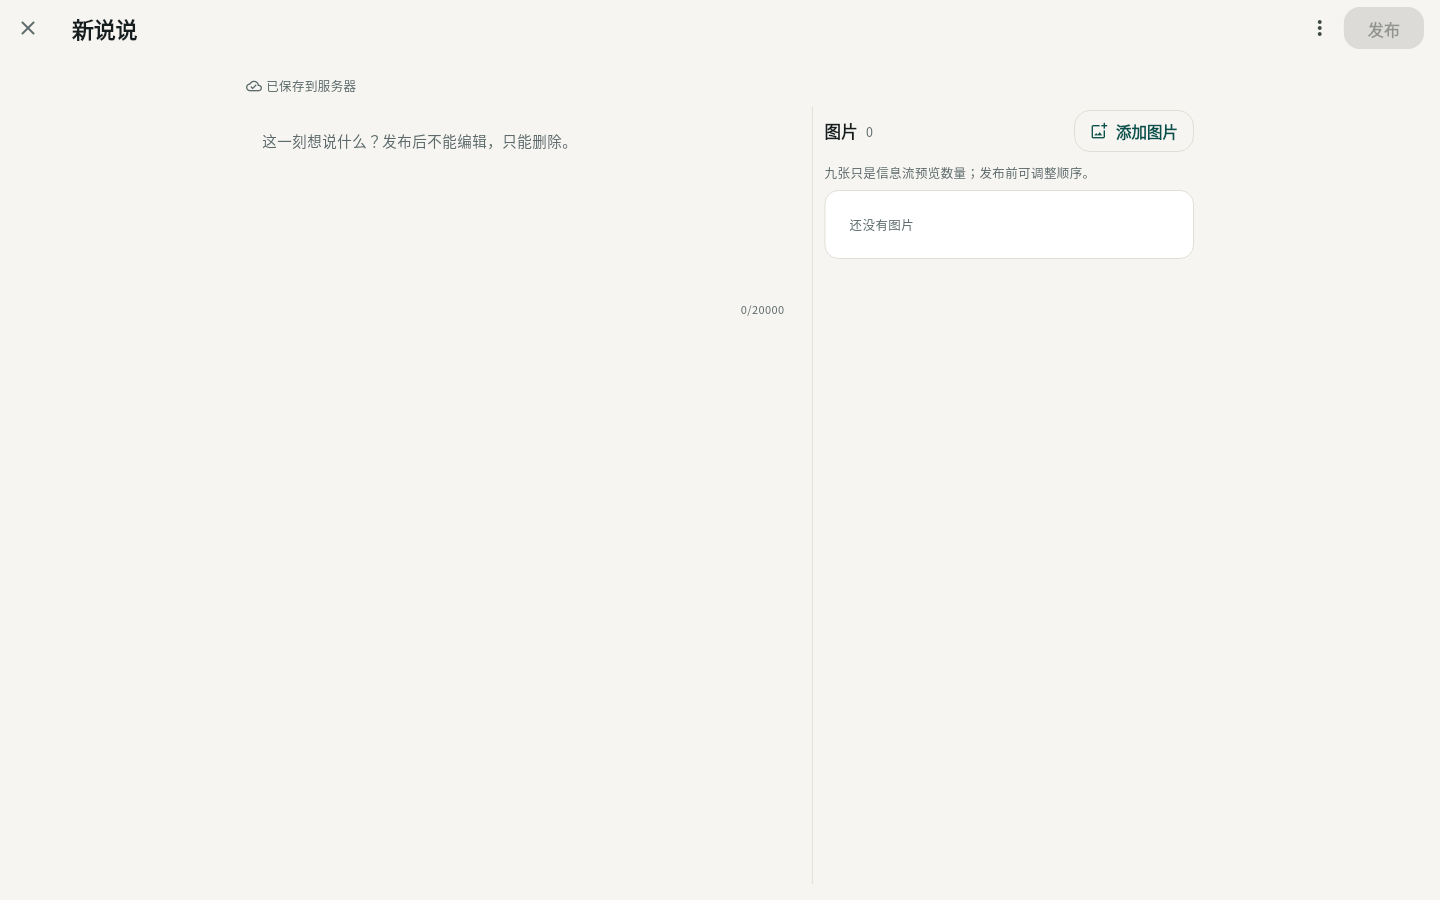 新说说
发布
已保存到服务器
这一刻想说什么？发布后不能编辑，只能删除。
0/20000
图片 0
添加图片
九张只是信息流预览数量；发布前可调整顺序。
还没有图片